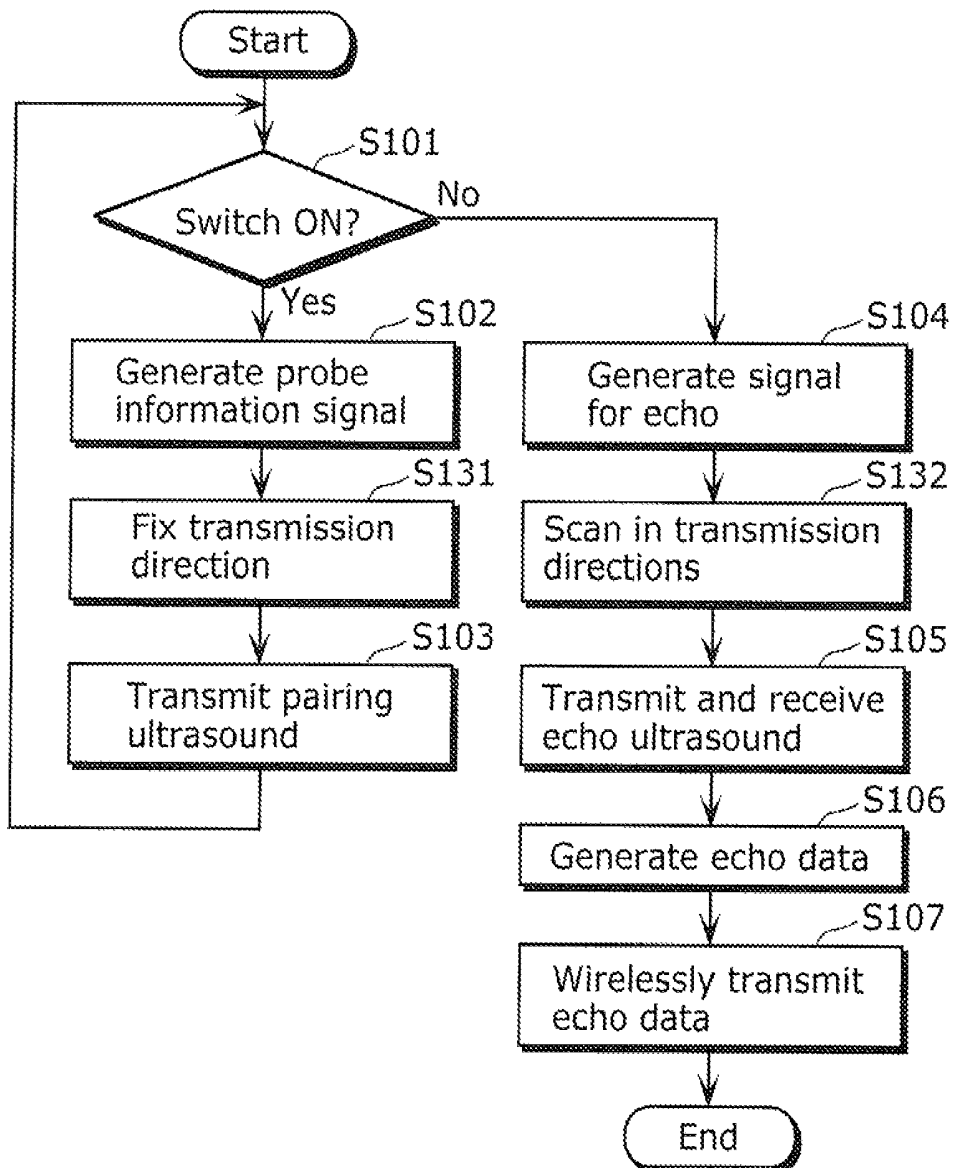 Start
S101
Switch ON?
No
Yes
S102
Generate probe
information signal
S131
Fix transmission
direction
S103
Transmit pairing
ultrasound
S104
Generate signal
for echo
S132
Scan in transmission
directions
S105
Transmit and receive
echo ultrasound
S106
Generate echo data
S107
Wirelessly transmit
echo data
End